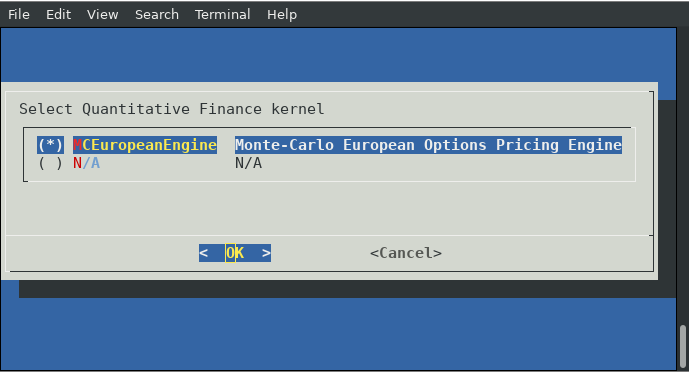 File Edit View Search Terminal Help
Select Quantitative Finance kernel
(*) MCEuropeanEngine Monte-Carlo European Options Pricing Engine
( ) N/A N/A
< OK > <Cancel>